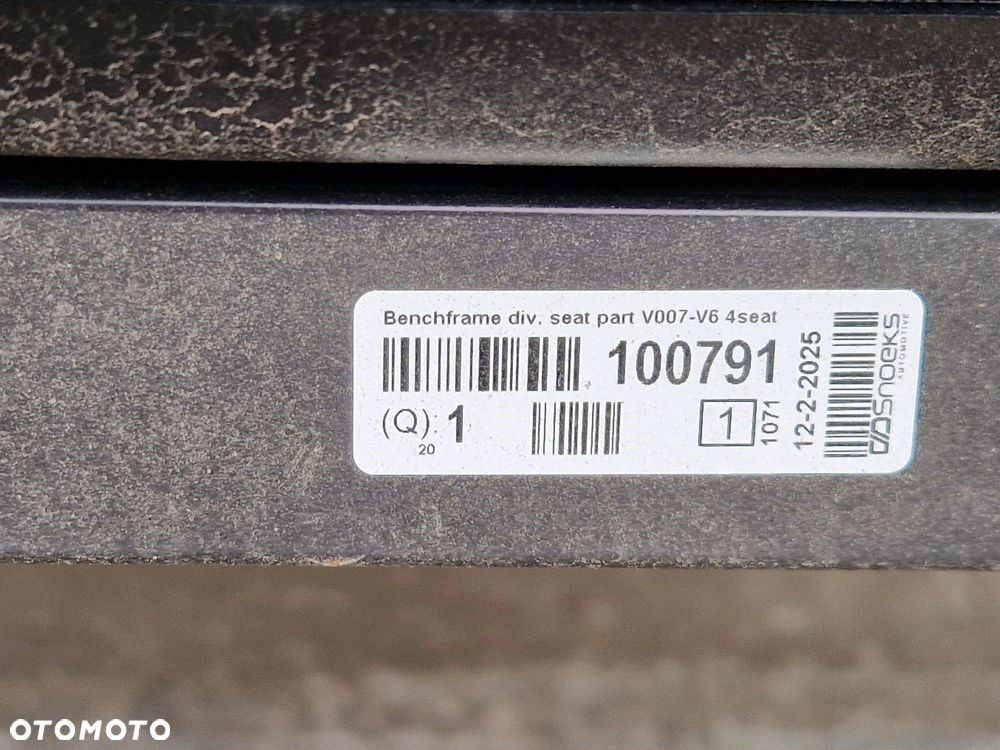 Benchframe div. seat part V007-V6 4seat
100791
(Q): 1
20
1
1071
12-2-2025
snoeks
AUTOMOTIVE
OTOMOTO